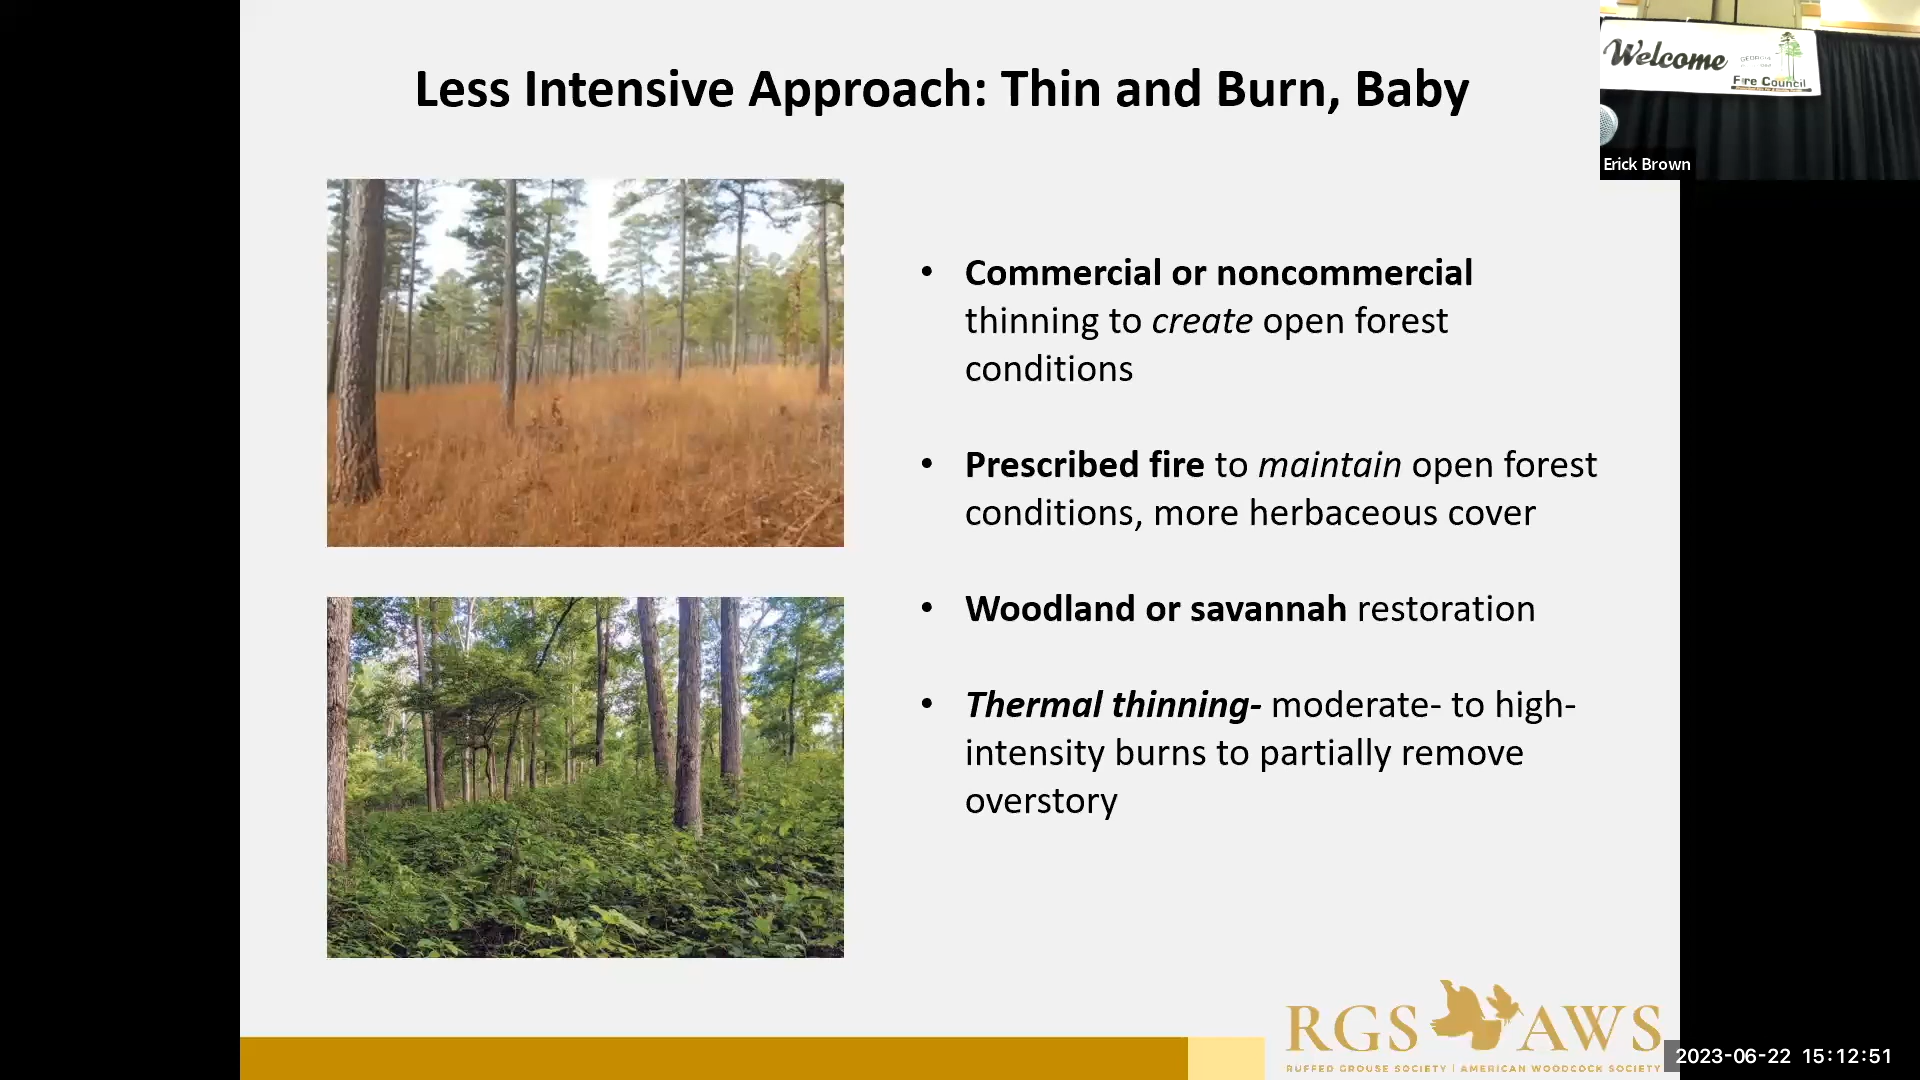 Less Intensive Approach: Thin and Burn, Baby
Welcome
GEORGIA
Fire Council
Erick Brown
• Commercial or noncommercial
thinning to create open forest
conditions
• Prescribed fire to maintain open forest
conditions, more herbaceous cover
• Woodland or savannah restoration
• Thermal thinning- moderate- to high-
intensity burns to partially remove
overstory
RGS AWS
RUFFED GROUSE SOCIETY | AMERICAN WOODCOCK SOCIETY
2023-06-22 15:12:51